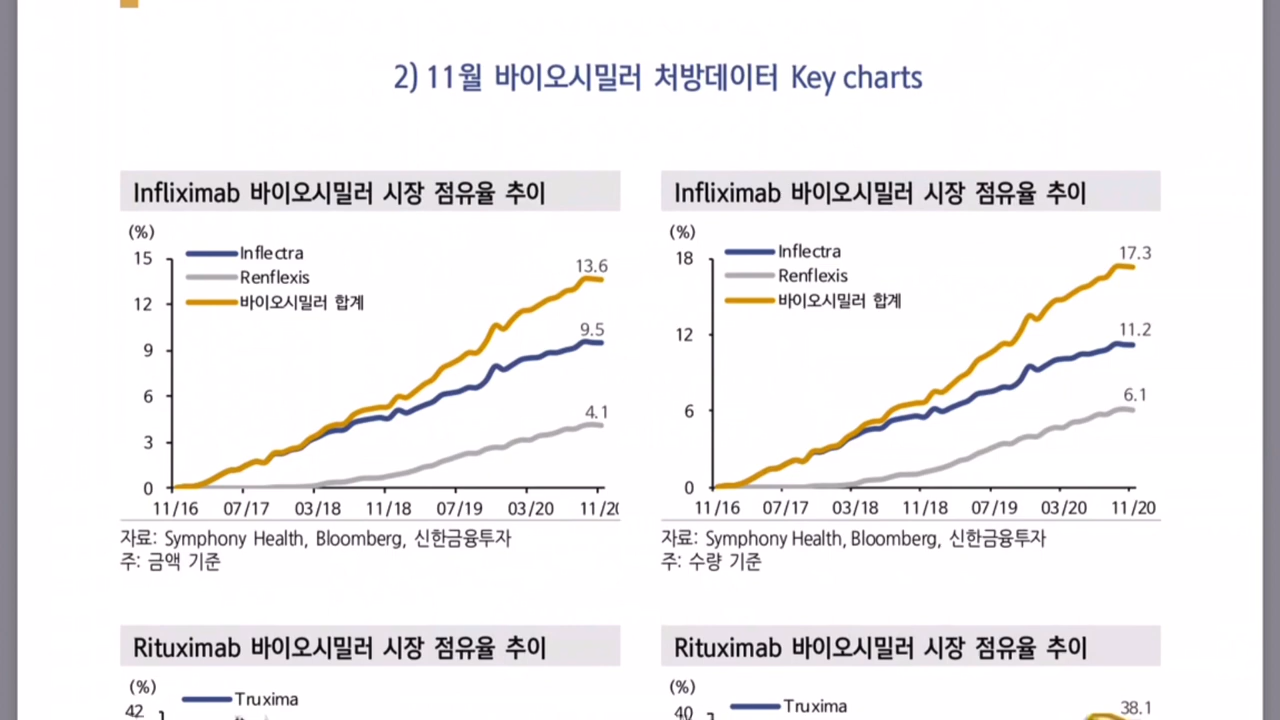 2) 11월 바이오시밀러 처방데이터 Key charts
Infliximab 바이오시밀러 시장 점유율 추이
(%)
15
12
9
6
3
0
Inflectra
Renflexis
바이오시밀러 합계
13.6
9.5
4.1
11/16 07/17 03/18 11/18 07/19 03/20 11/20
자료: Symphony Health, Bloomberg, 신한금융투자
주: 금액 기준
Infliximab 바이오시밀러 시장 점유율 추이
(%)
18
12
6
0
Inflectra
Renflexis
바이오시밀러 합계
17.3
11.2
6.1
11/16 07/17 03/18 11/18 07/19 03/20 11/20
자료: Symphony Health, Bloomberg, 신한금융투자
주: 수량 기준
Rituximab 바이오시밀러 시장 점유율 추이
(%)
42
Truxima
Rituximab 바이오시밀러 시장 점유율 추이
(%)
40
Truxima
38.1